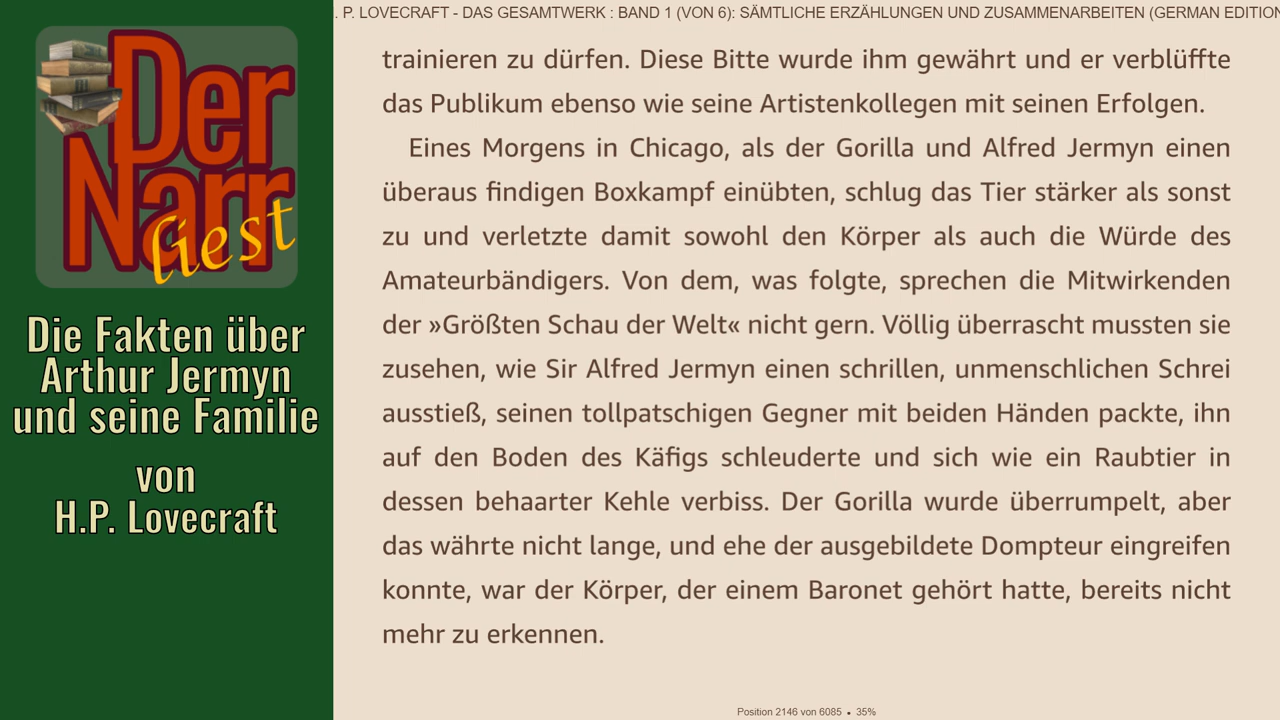 Der
Narr
liest
Die Fakten über
Arthur Jermyn
und seine Familie
von
H.P. Lovecraft
. P. LOVECRAFT - DAS GESAMTWERK : BAND 1 (VON 6): SÄMTLICHE ERZÄHLUNGEN UND ZUSAMMENARBEITEN (GERMAN EDITION
trainieren zu dürfen. Diese Bitte wurde ihm gewährt und er verblüffte
das Publikum ebenso wie seine Artistenkollegen mit seinen Erfolgen.
Eines Morgens in Chicago, als der Gorilla und Alfred Jermyn einen
überaus findigen Boxkampf einübten, schlug das Tier stärker als sonst
zu und verletzte damit sowohl den Körper als auch die Würde des
Amateurbändigers. Von dem, was folgte, sprechen die Mitwirkenden
der »Größten Schau der Welt« nicht gern. Völlig überrascht mussten sie
zusehen, wie Sir Alfred Jermyn einen schrillen, unmenschlichen Schrei
ausstieß, seinen tollpatschigen Gegner mit beiden Händen packte, ihn
auf den Boden des Käfigs schleuderte und sich wie ein Raubtier in
dessen behaarter Kehle verbiss. Der Gorilla wurde überrumpelt, aber
das währte nicht lange, und ehe der ausgebildete Dompteur eingreifen
konnte, war der Körper, der einem Baronet gehört hatte, bereits nicht
mehr zu erkennen.
Position 2146 von 6085 • 35%